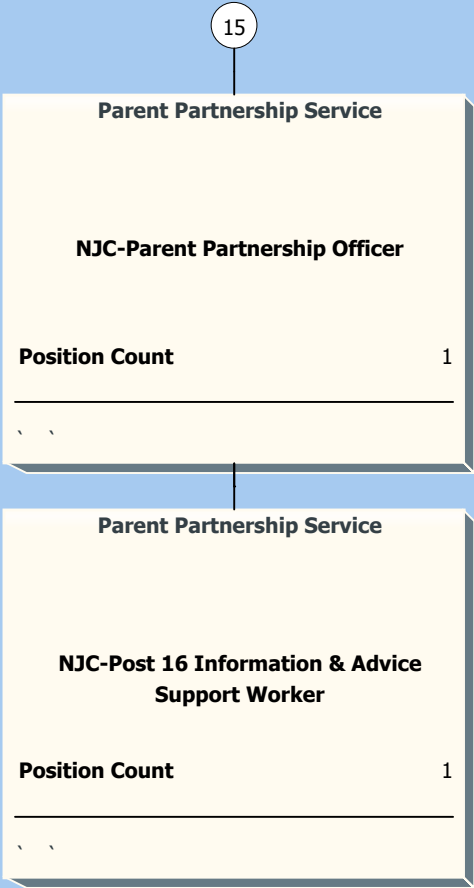 15
Parent Partnership Service
NJC-Parent Partnership Officer
Position Count 1
` `
Parent Partnership Service
NJC-Post 16 Information & Advice
Support Worker
Position Count 1
` `